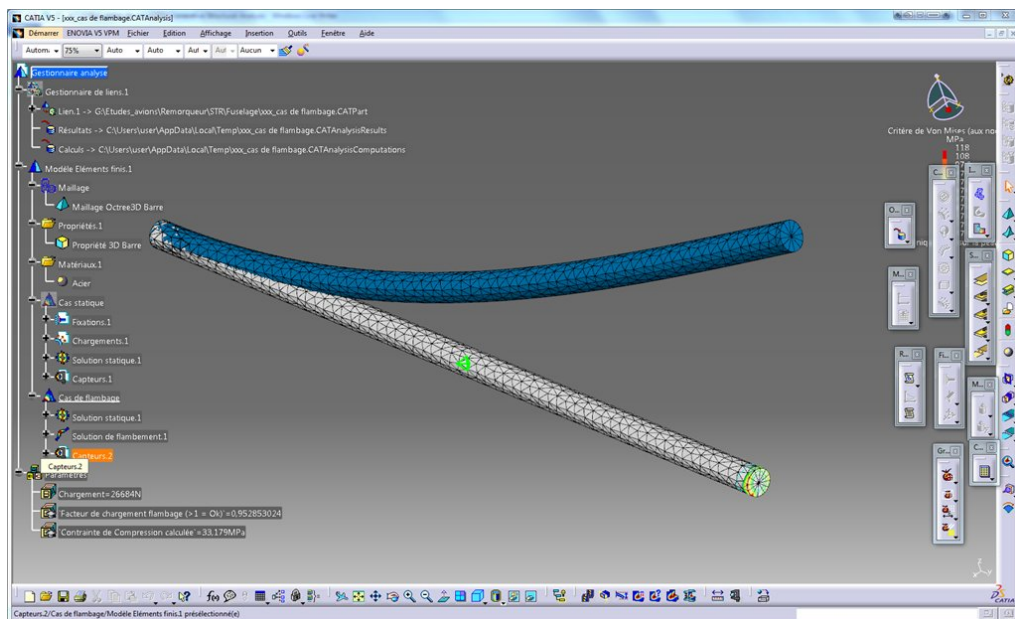 CATIA V5 - [xxx_cas de flambage.CATAnalysis]
Démarrer ENOVIA V5 VPM Fichier Edition Affichage Insertion Outils Fenêtre Aide
Autom. 75% Auto Auto Aut Aut Aucun
Gestionnaire analyse
Gestionnaire de liens.1
Lien.1 -> G:\Etudes_avions\Remorqueur\STR\Fuselage\xxx_cas de flambage.CATPart
Résultats -> C:\Users\user\AppData\Local\Temp\xxx_cas de flambage.CATAnalysisResults
Calculs -> C:\Users\user\AppData\Local\Temp\xxx_cas de flambage.CATAnalysisComputations
Critère de Von Mises (aux no
MPa
118
108
Modèle Eléments finis.1
Maillage
Maillage Octree3D Barre
Propriétés.1
Propriété 3D Barre
Matériaux.1
Acier
Cas statique
Fixations.1
Chargements.1
Solution statique.1
Capteurs.1
Cas de flambage
Solution statique.1
Solution de flambement.1
Capteurs.2
Capteurs.2
Paramètres
Chargement=26684N
'Facteur de chargement flambage (>1 = Ok)'=0,952853024
'Contrainte de Compression calculée'=33,179MPa
C...
I...
O...
S...
M...
R...
Fi...
M...
Gr...
C...
CATIA
Capteurs.2/Cas de flambage/Modèle Eléments finis.1 présélectionné(e)